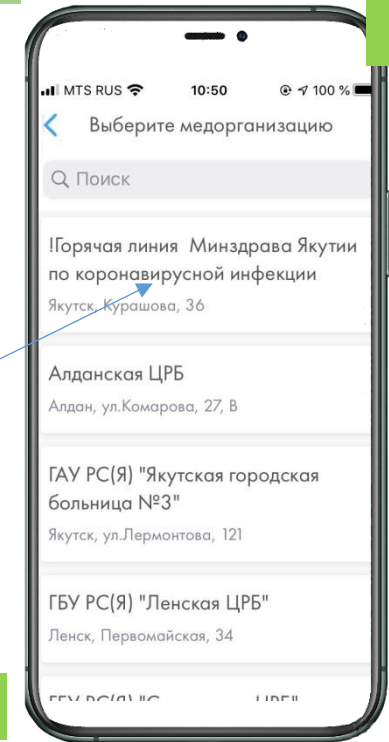 MTS RUS 10:50 100 %
Выберите медорганизацию
Поиск
!Горячая линия Минздрава Якутии
по коронавирусной инфекции
Якутск, Курашова, 36
Алданская ЦРБ
Алдан, ул.Комарова, 27, В
ГАУ РС(Я) "Якутская городская
больница №3"
Якутск, ул.Лермонтова, 121
ГБУ РС(Я) "Ленская ЦРБ"
Ленск, Первомайская, 34